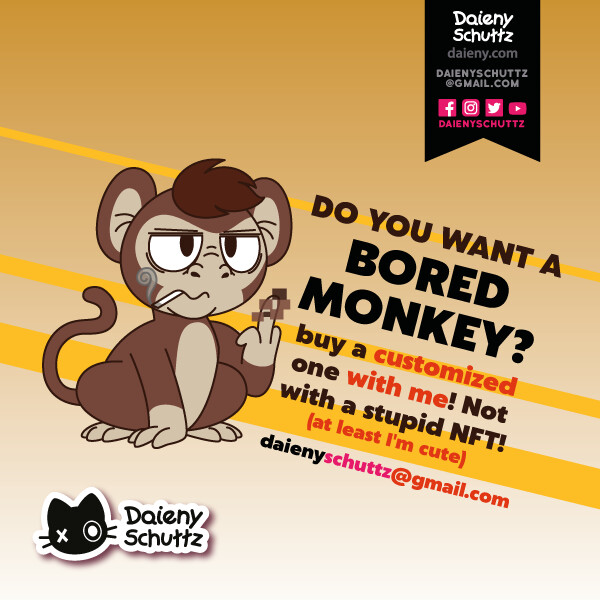 Daieny
Schuttz
daieny.com
DAIENYSCHUTTZ
@GMAIL.COM
DAIENYSCHUTTZ
DO YOU WANT A
BORED
MONKEY?
buy a customized
one with me! Not
with a stupid NFT!
(at least I'm cute)
daienyschuttz@gmail.com
Daieny
Schuttz